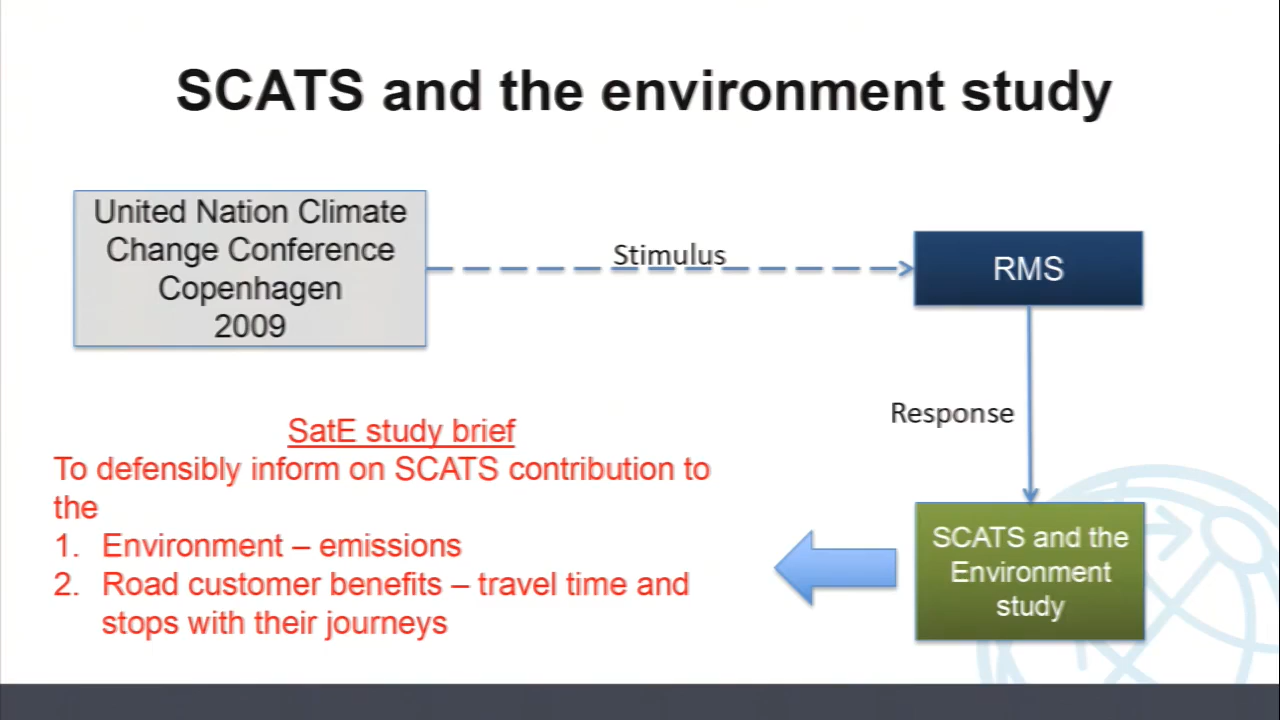 SCATS and the environment study
United Nation Climate
Change Conference
Copenhagen
2009
Stimulus
RMS
Response
SatE study brief
To defensibly inform on SCATS contribution to
the
1. Environment – emissions
2. Road customer benefits – travel time and
stops with their journeys
SCATS and the
Environment
study